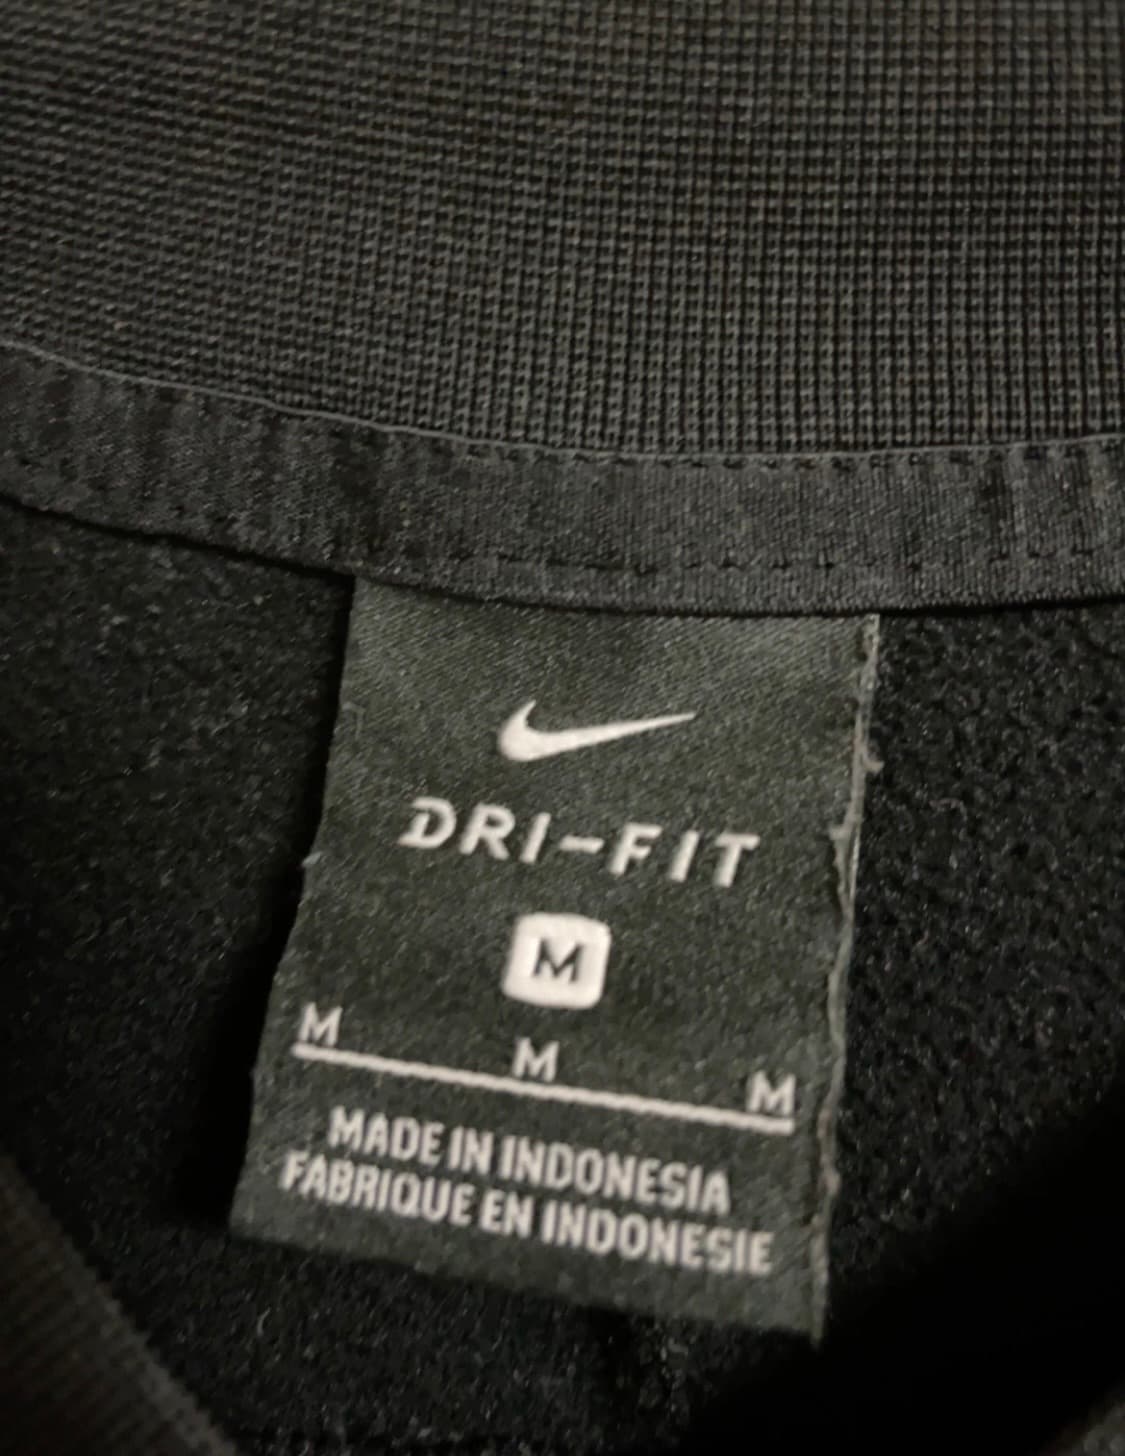 DRI-FIT
M
M M M
MADE IN INDONESIA
FABRIQUE EN INDONESIE